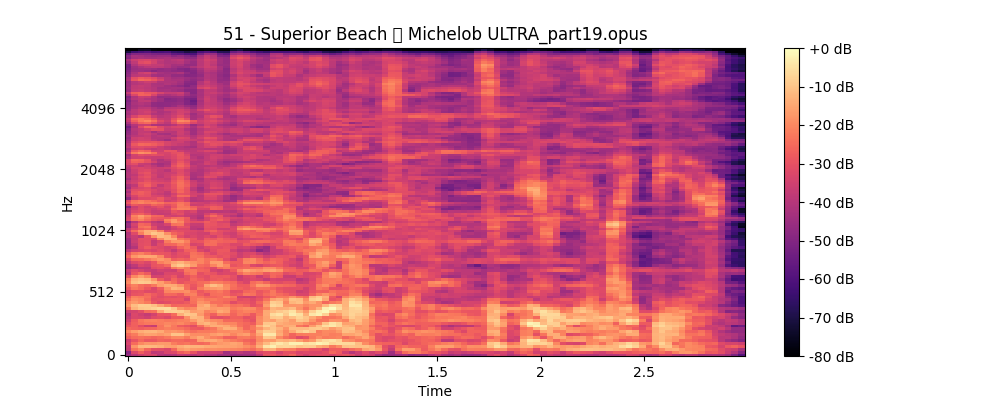 51 - Superior Beach  Michelob ULTRA_part19.opus
Hz
4096
2048
1024
512
0
0 0.5 1 1.5 2 2.5
Time
+0 dB
-10 dB
-20 dB
-30 dB
-40 dB
-50 dB
-60 dB
-70 dB
-80 dB